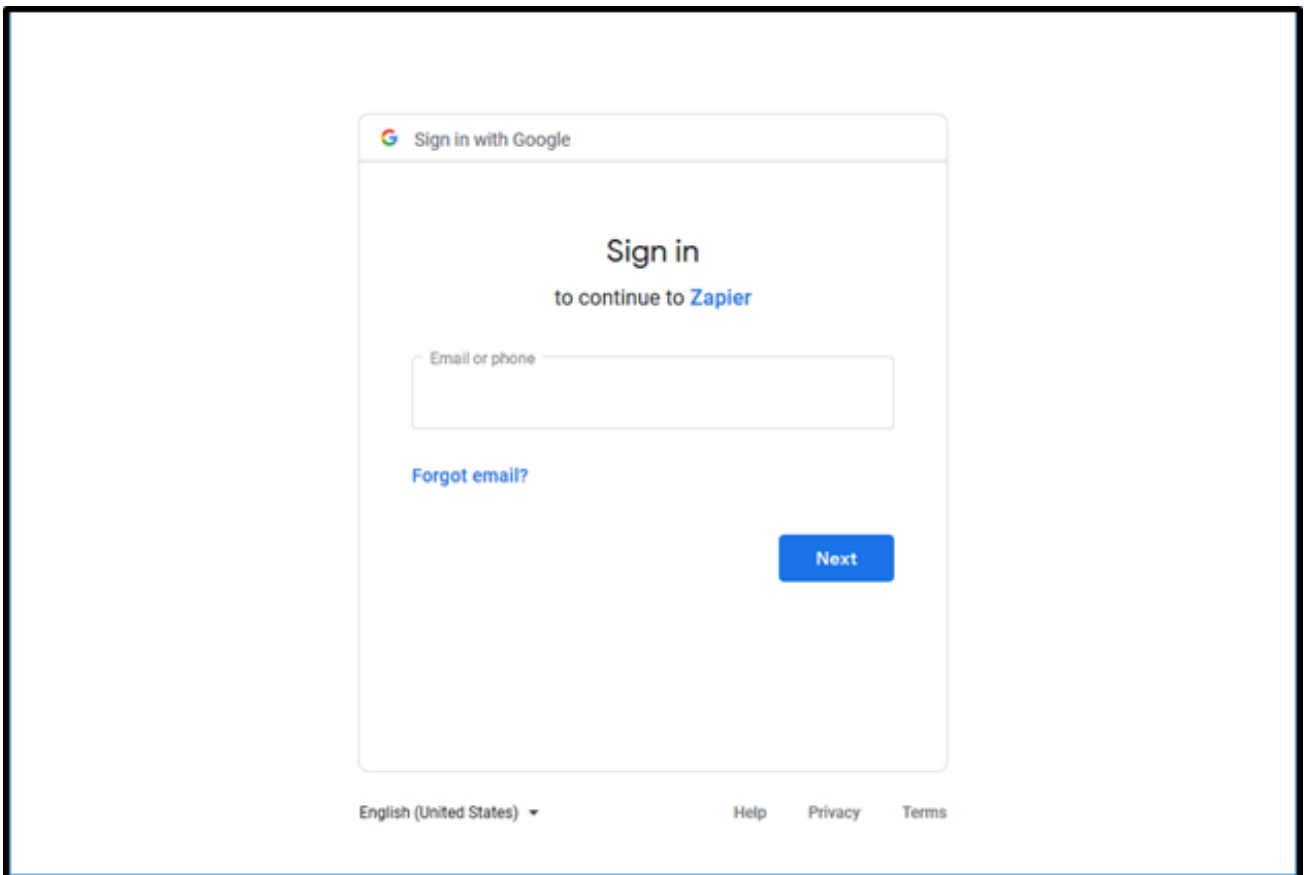 Sign in with Google
Sign in
to continue to Zapier
Email or phone
Forgot email?
Next
English (United States)
Help Privacy Terms